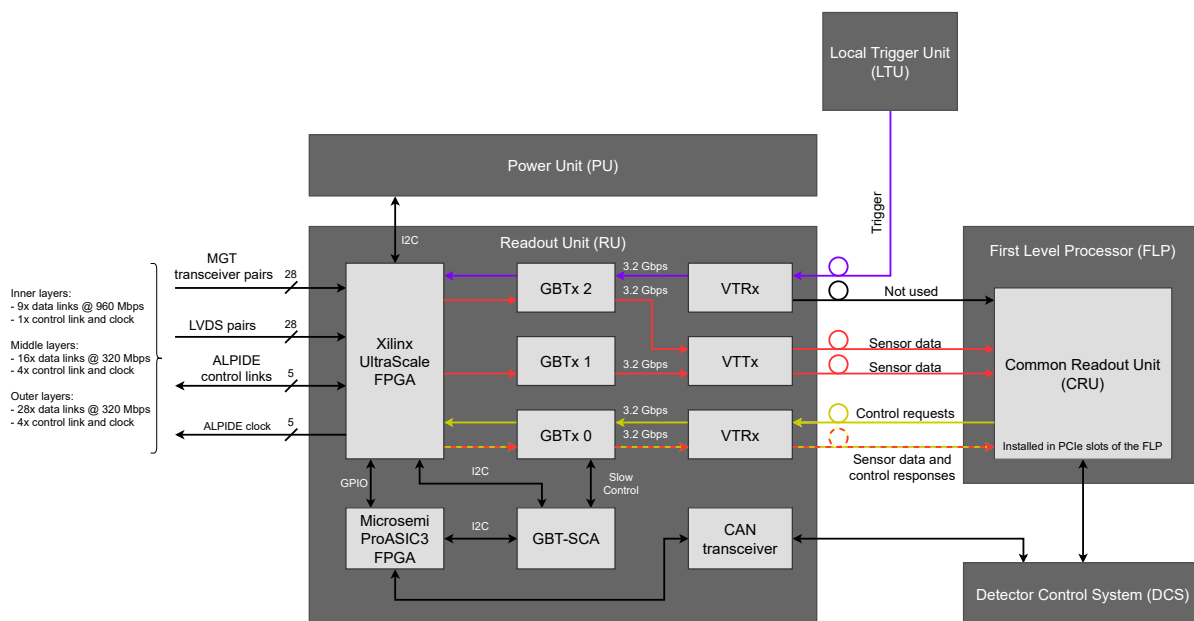 Local Trigger Unit
(LTU)
Power Unit (PU)
Trigger
I2C
Readout Unit (RU)
First Level Processor (FLP)
MGT
transceiver pairs
28
Inner layers:
- 9x data links @ 960 Mbps
- 1x control link and clock
Middle layers:
- 16x data links @ 320 Mbps
- 4x control link and clock
Outer layers:
- 28x data links @ 320 Mbps
- 4x control link and clock
LVDS pairs
28
ALPIDE
control links
5
ALPIDE clock
5
Xilinx
UltraScale
FPGA
GBTx 2
3.2 Gbps
3.2 Gbps
VTRx
Not used
GBTx 1
3.2 Gbps
VTTx
Sensor data
Sensor data
GBTx 0
3.2 Gbps
3.2 Gbps
VTRx
Control requests
Sensor data and
control responses
Common Readout Unit
(CRU)
Installed in PCIe slots of the FLP
GPIO
I2C
Slow
Control
Microsemi
ProASIC3
FPGA
I2C
GBT-SCA
CAN
transceiver
Detector Control System (DCS)